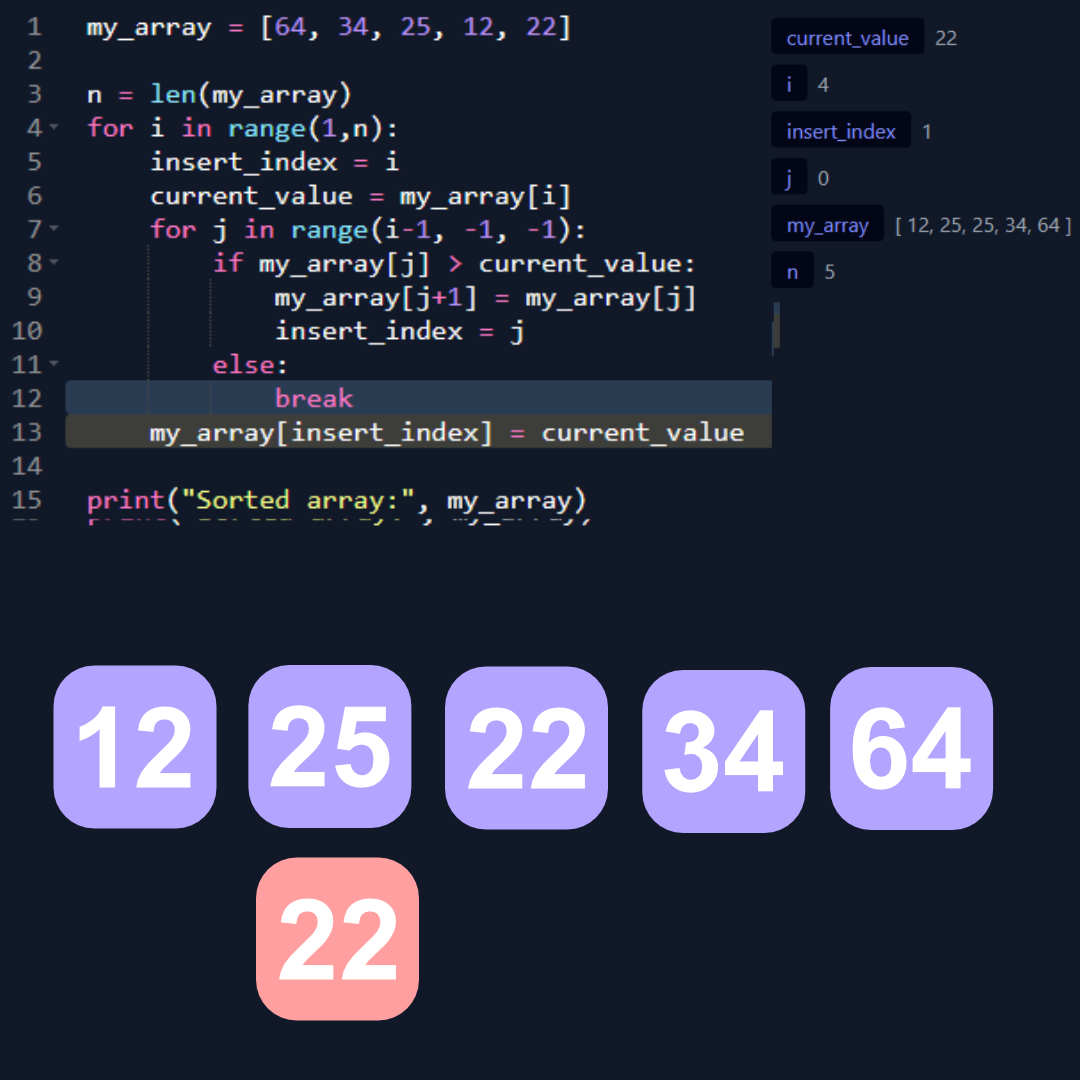 1 my_array = [64, 34, 25, 12, 22]
2
3 n = len(my_array)
4 for i in range(1,n):
5 insert_index = i
6 current_value = my_array[i]
7 for j in range(i-1, -1, -1):
8 if my_array[j] > current_value:
9 my_array[j+1] = my_array[j]
10 insert_index = j
11 else:
12 break
13 my_array[insert_index] = current_value
14
15 print("Sorted array:", my_array)
current_value 22
i 4
insert_index 1
j 0
my_array [ 12, 25, 25, 34, 64 ]
n 5
12 25 22 34 64
22